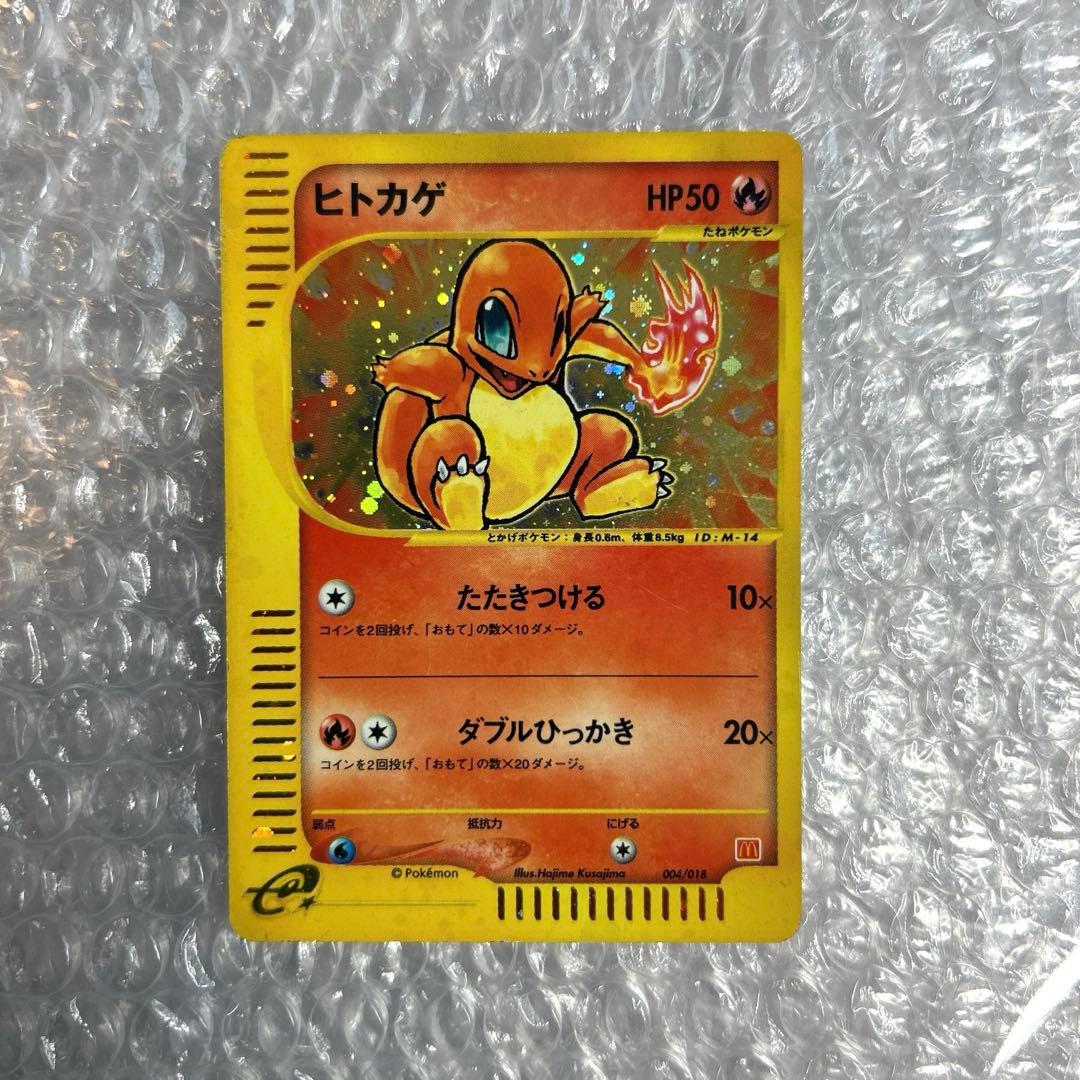 ヒトカゲ HP50
たねポケモン
とかげポケモン：身長0.6m、体重8.5kg ID:M-14
たたきつける 10×
コインを2回投げ、「おもて」の数×10ダメージ。
ダブルひっかき 20×
コインを2回投げ、「おもて」の数×20ダメージ。
弱点 抵抗力 にげる
©Pokémon Illus.Hajime Kusajima 004/018
e